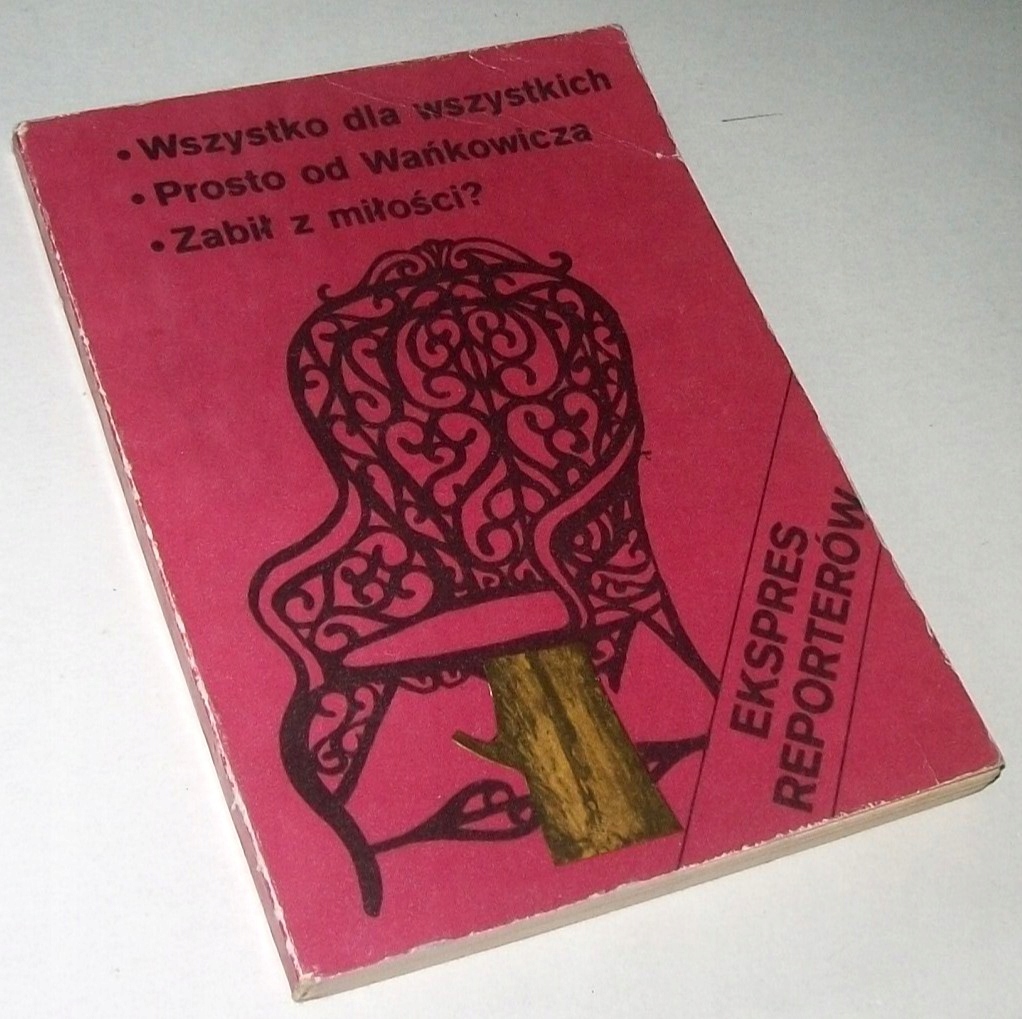 • Wszystko dla wszystkich
• Prosto od Wańkowicza
• Zabił z miłości?
EKSPRES
REPORTERÓW